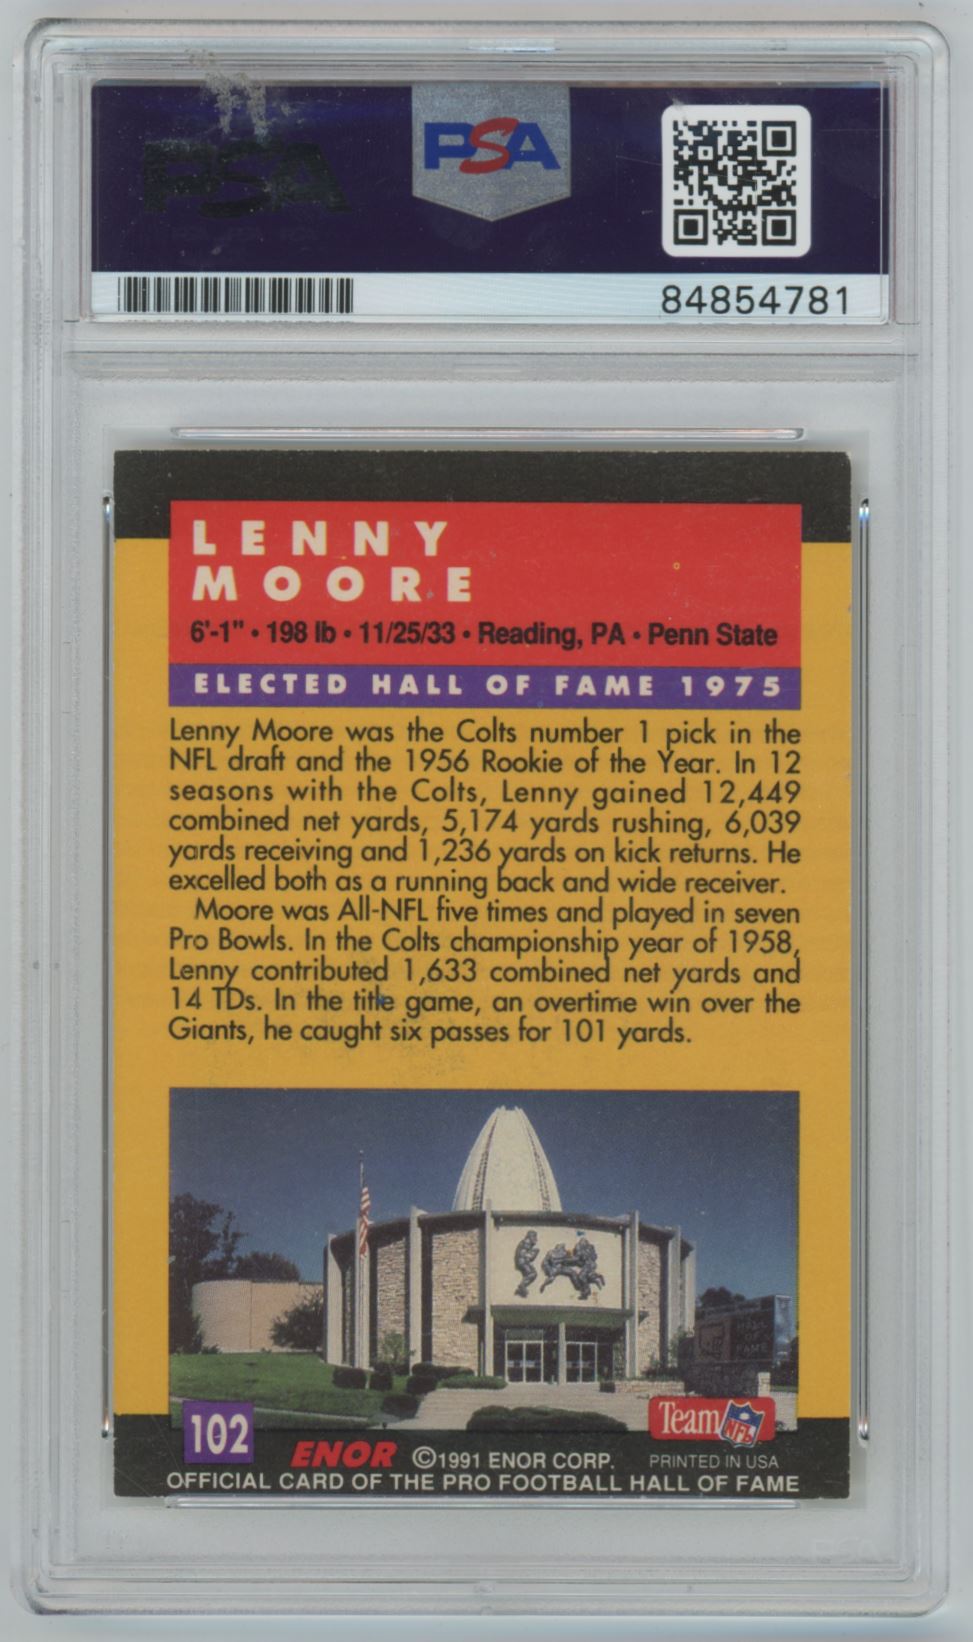 PSA
PSA
84854781
LENNY
MOORE
6'-1" • 198 lb • 11/25/33 • Reading, PA • Penn State
ELECTED HALL OF FAME 1975
Lenny Moore was the Colts number 1 pick in the
NFL draft and the 1956 Rookie of the Year. In 12
seasons with the Colts, Lenny gained 12,449
combined net yards, 5,174 yards rushing, 6,039
yards receiving and 1,236 yards on kick returns. He
excelled both as a running back and wide receiver.
Moore was All-NFL five times and played in seven
Pro Bowls. In the Colts championship year of 1958,
Lenny contributed 1,633 combined net yards and
14 TDs. In the title game, an overtime win over the
Giants, he caught six passes for 101 yards.
HALL
OF
FAME
102
Team NFL
ENOR ©1991 ENOR CORP. PRINTED IN USA
OFFICIAL CARD OF THE PRO FOOTBALL HALL OF FAME